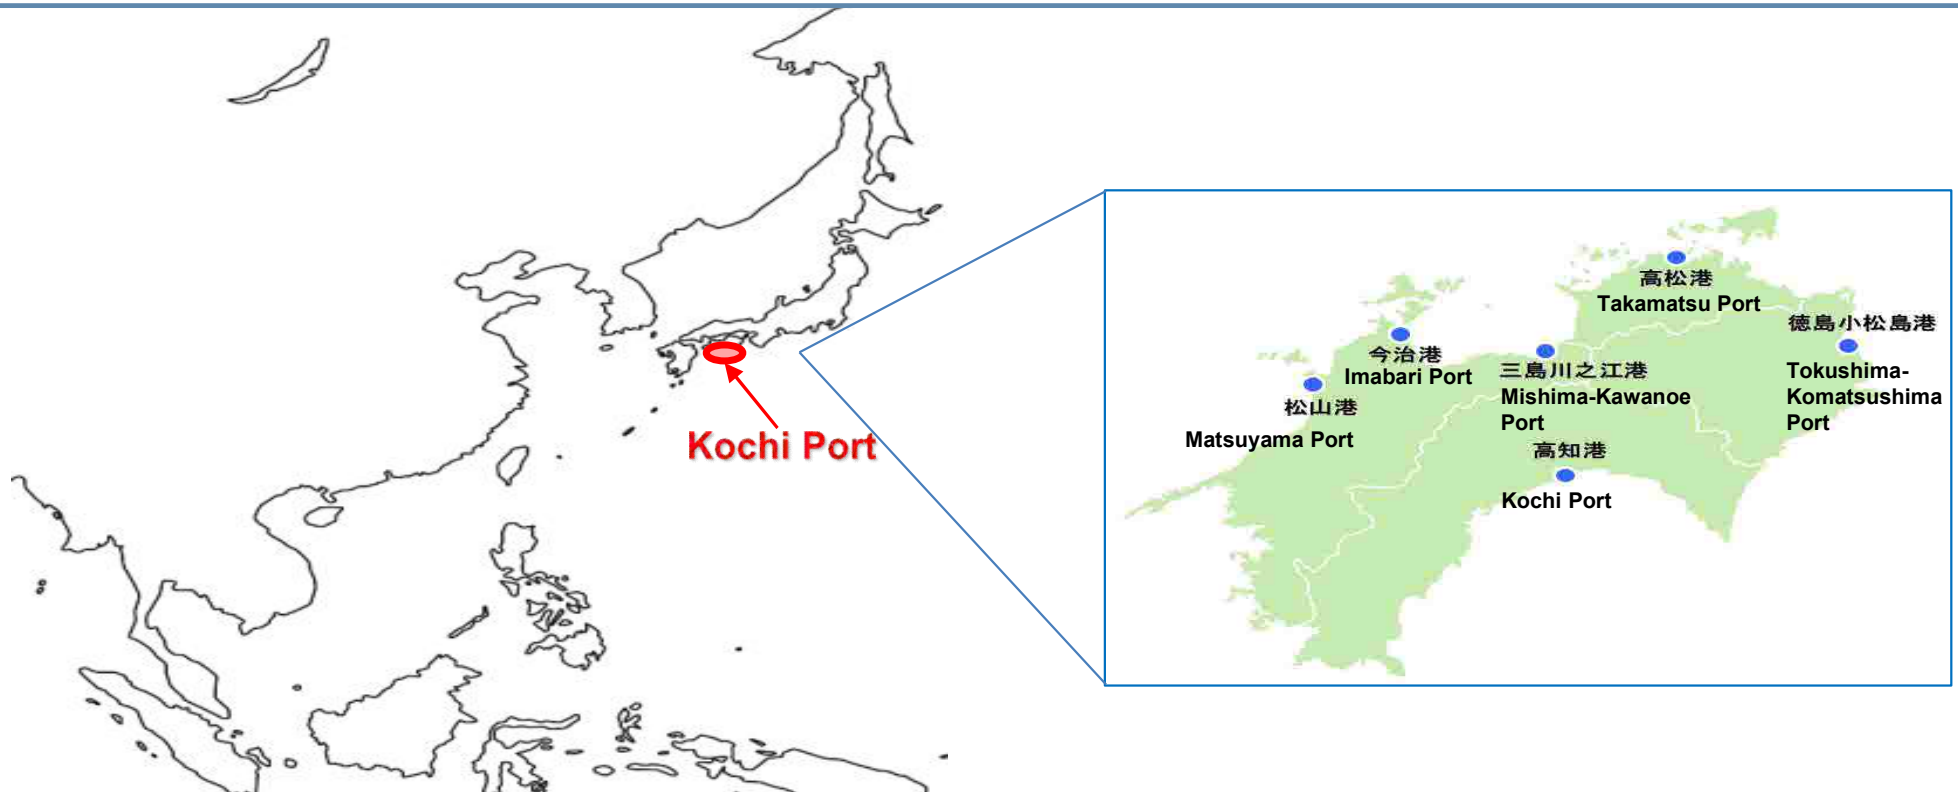 Kochi Port
高松港
Takamatsu Port
徳島小松島港
Tokushima-
Komatsushima
Port
今治港
Imabari Port
三島川之江港
Mishima-Kawanoe
Port
松山港
Matsuyama Port
高知港
Kochi Port